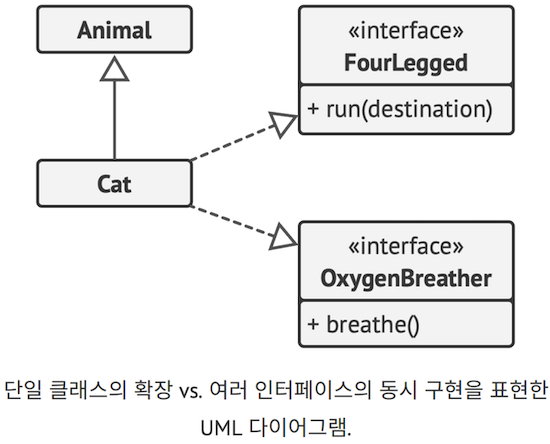 Animal
«interface»
FourLegged
+ run(destination)
Cat
«interface»
OxygenBreather
+ breathe()
단일 클래스의 확장 vs. 여러 인터페이스의 동시 구현을 표현한
UML 다이어그램.